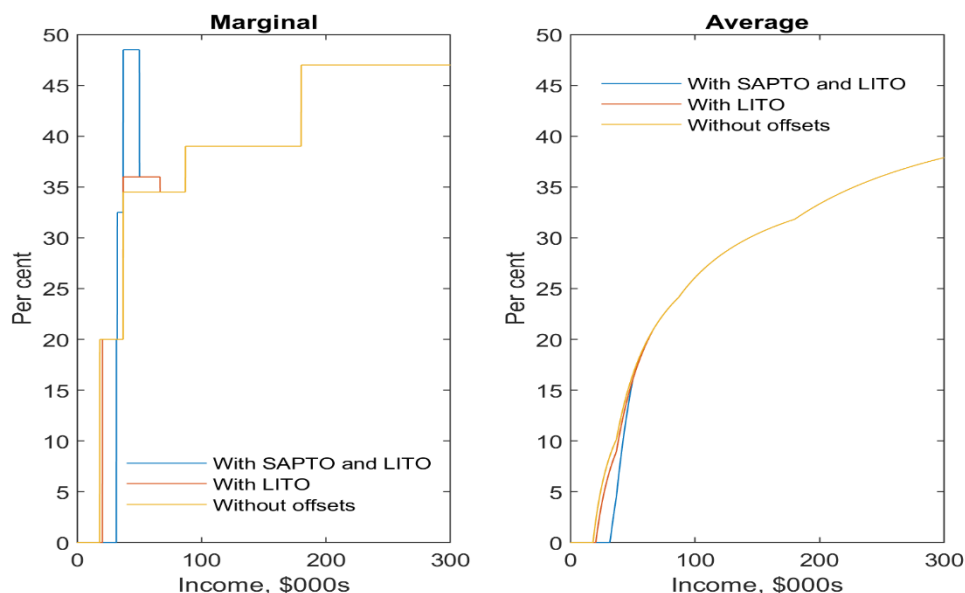 Marginal
50
45
40
35
30
25
20
15
10
5
0
Per cent
With SAPTO and LITO
With LITO
Without offsets
0 100 200 300
Income, $000s
Average
50
45
40
35
30
25
20
15
10
5
0
Per cent
With SAPTO and LITO
With LITO
Without offsets
0 100 200 300
Income, $000s